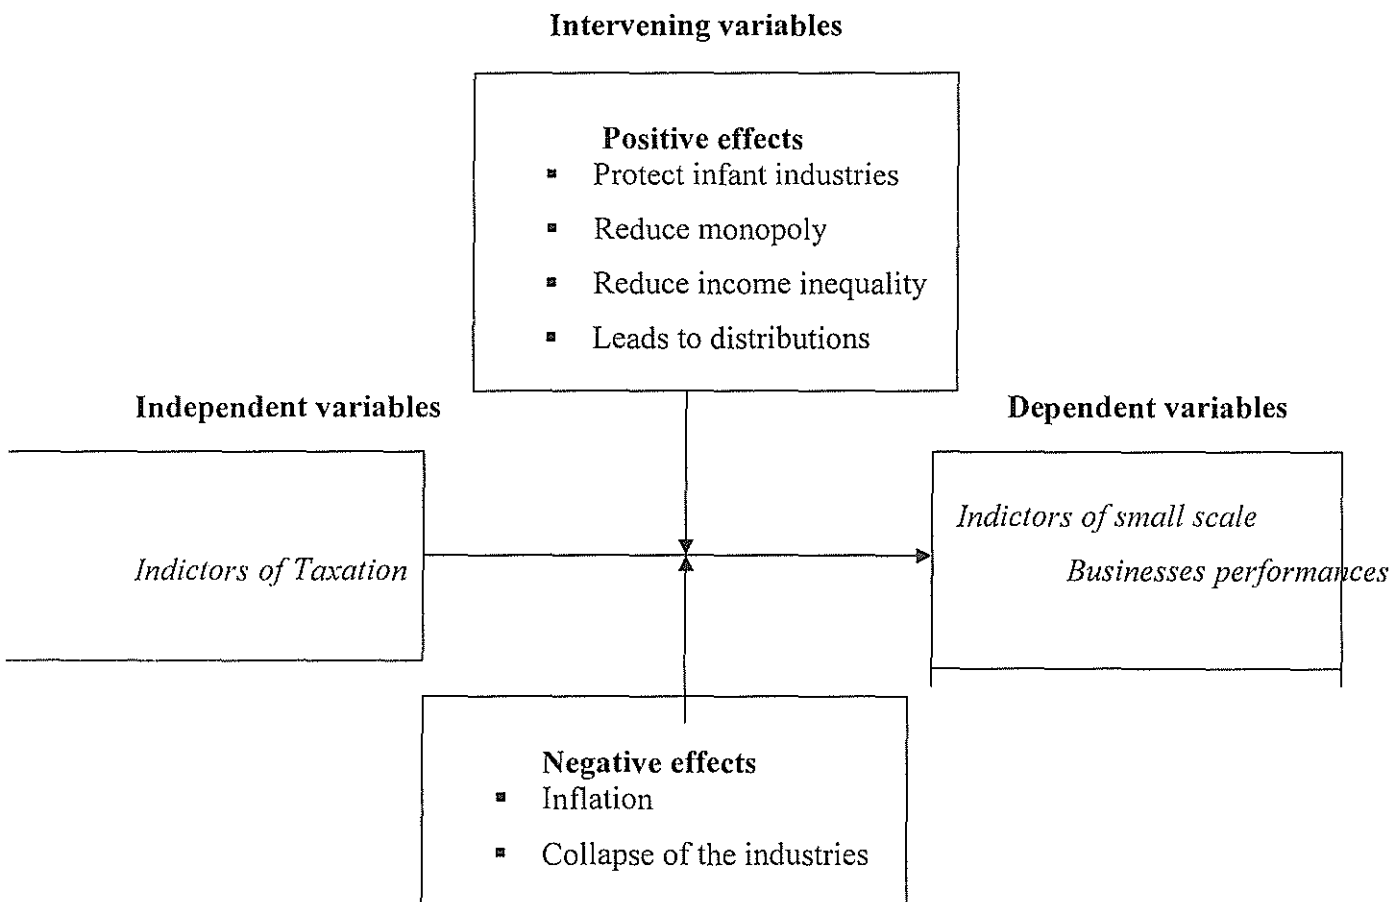 Intervening variables
Positive effects
▪ Protect infant industries
▪ Reduce monopoly
▪ Reduce income inequality
▪ Leads to distributions
Independent variables
Dependent variables
Indictors of Taxation
Indictors of small scale
Businesses performances
Negative effects
▪ Inflation
▪ Collapse of the industries